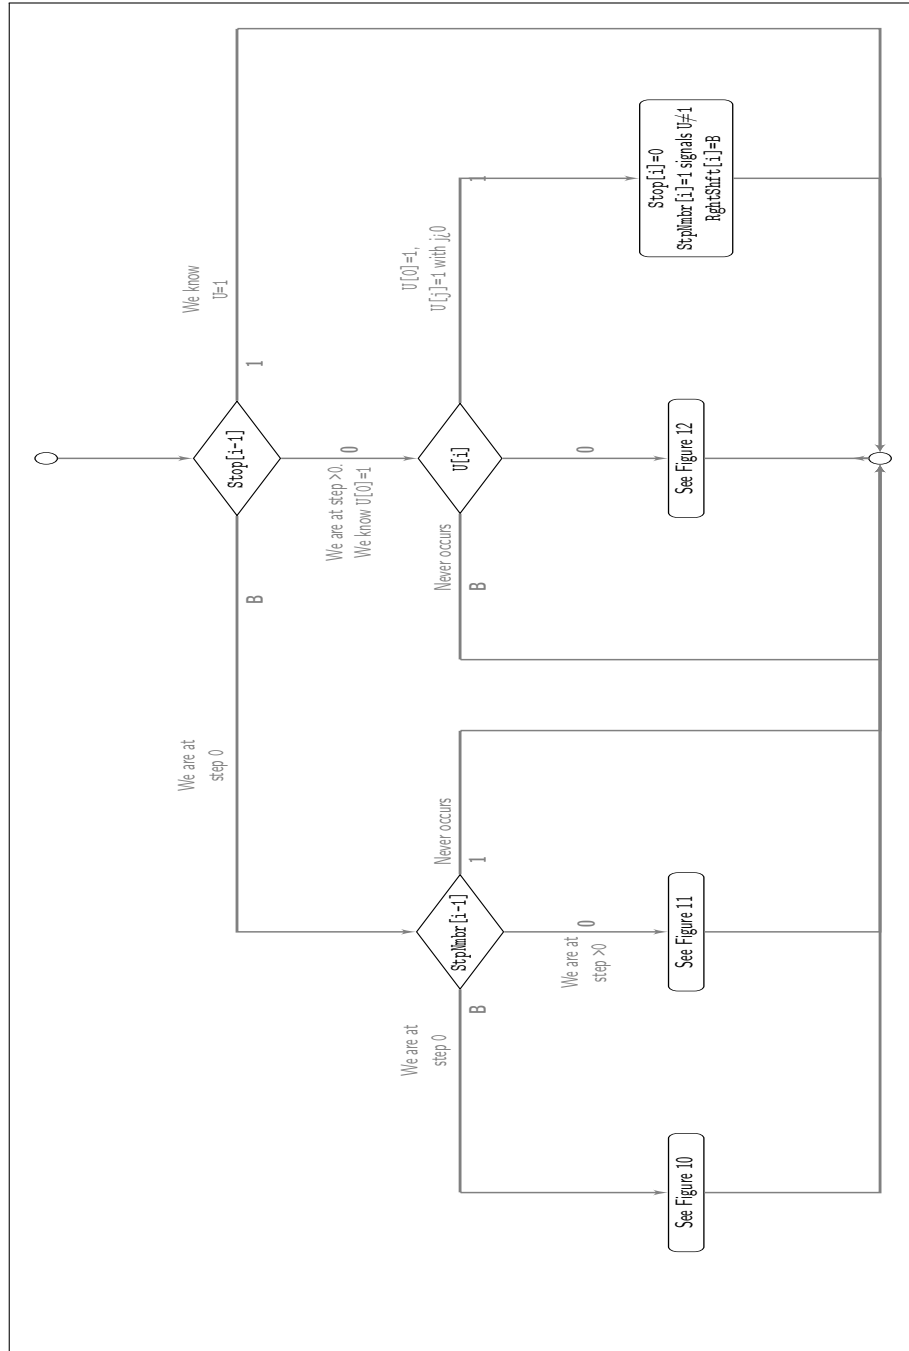 We are at
step 0
We know
U=1
Stop[i-1]
B
1
We are at step >0.
We know U[0]=1
0
We are at
step 0
Never occurs
Never occurs
U[0]=1,
U[j]=1 with j¿0
StpNmbr[i-1]
U[i]
B
1
B
1
We are at
step >0
0
0
See Figure 10
See Figure 11
See Figure 12
Stop[i]=0
StpNmbr[i]=1 signals U≠1
RghtShft[i]=B